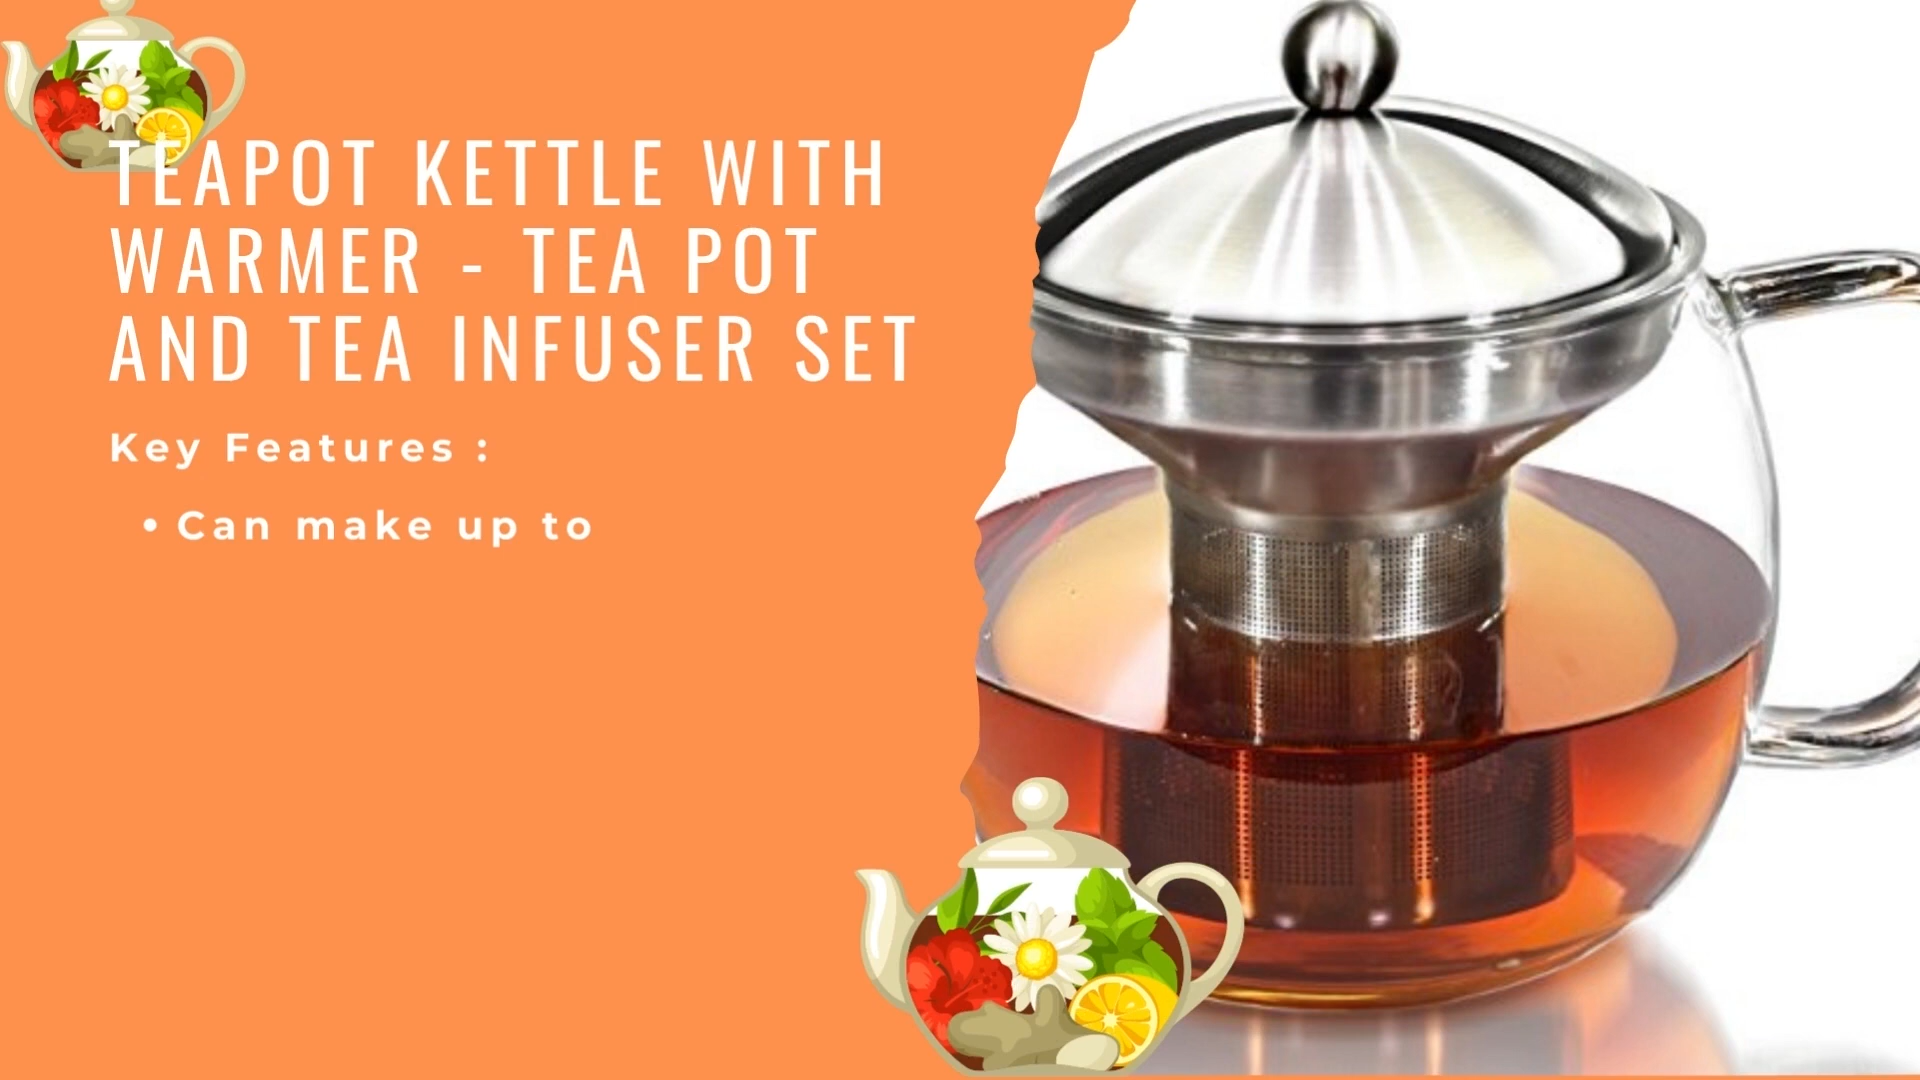 TEAPOT KETTLE WITH
WARMER - TEA POT
AND TEA INFUSER SET
Key Features :
• Can make up to